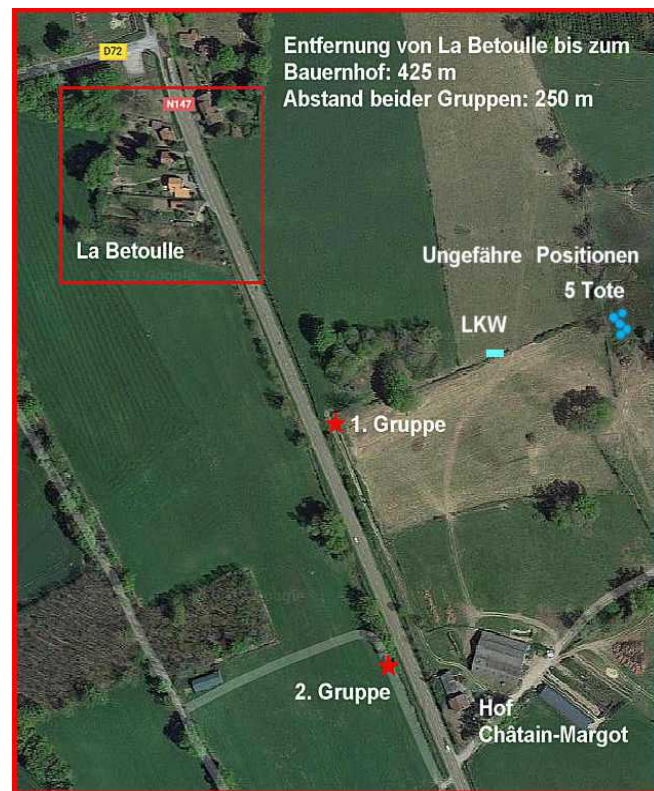 D72
Entfernung von La Betoulle bis zum
Bauernhof: 425 m
Abstand beider Gruppen: 250 m
N147
La Betoulle
Ungefähre Positionen
5 Tote
LKW
1. Gruppe
2. Gruppe
Hof
Châtain-Margot